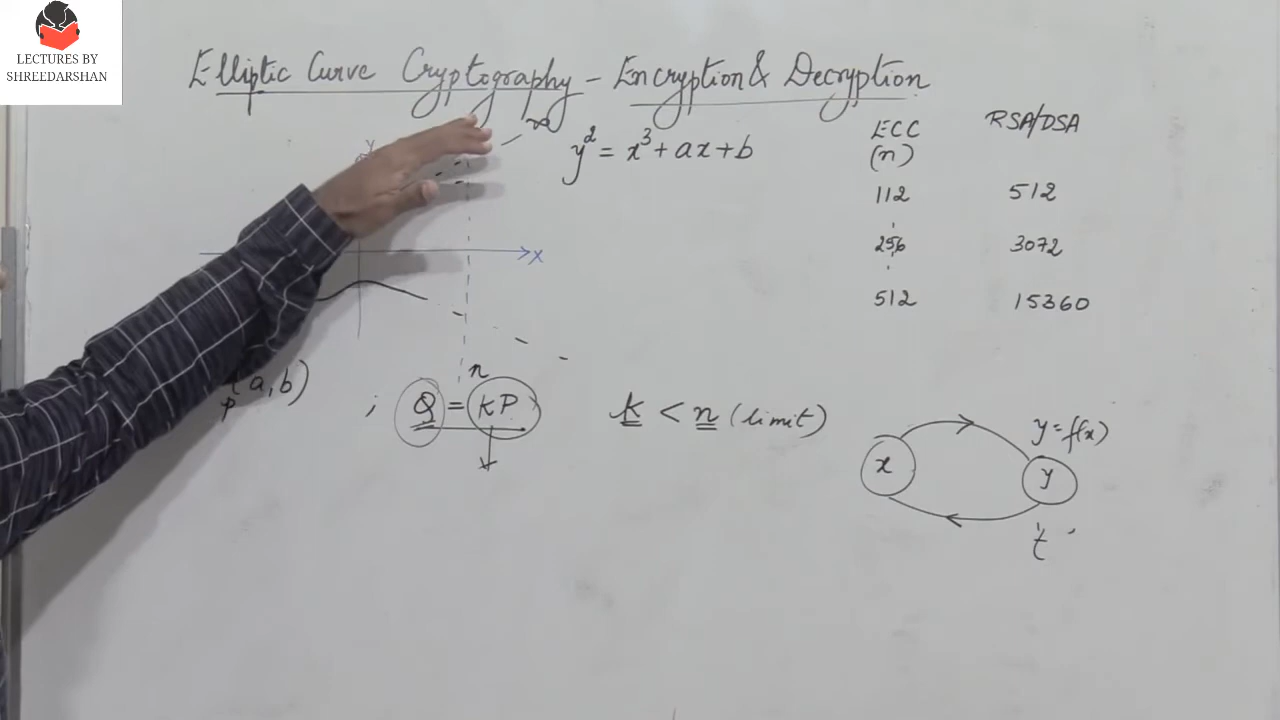 LECTURES BY
SHREEDARSHAN
Elliptic Curve Cryptography - Encryption & Decryption
y² = x³ + ax + b
ECC
(n)
RSA/DSA
112 512
256 3072
512 15360
y
x
p a, b)
; Q = kP
n
k < n (limit)
x
y
y = f(x)
't'